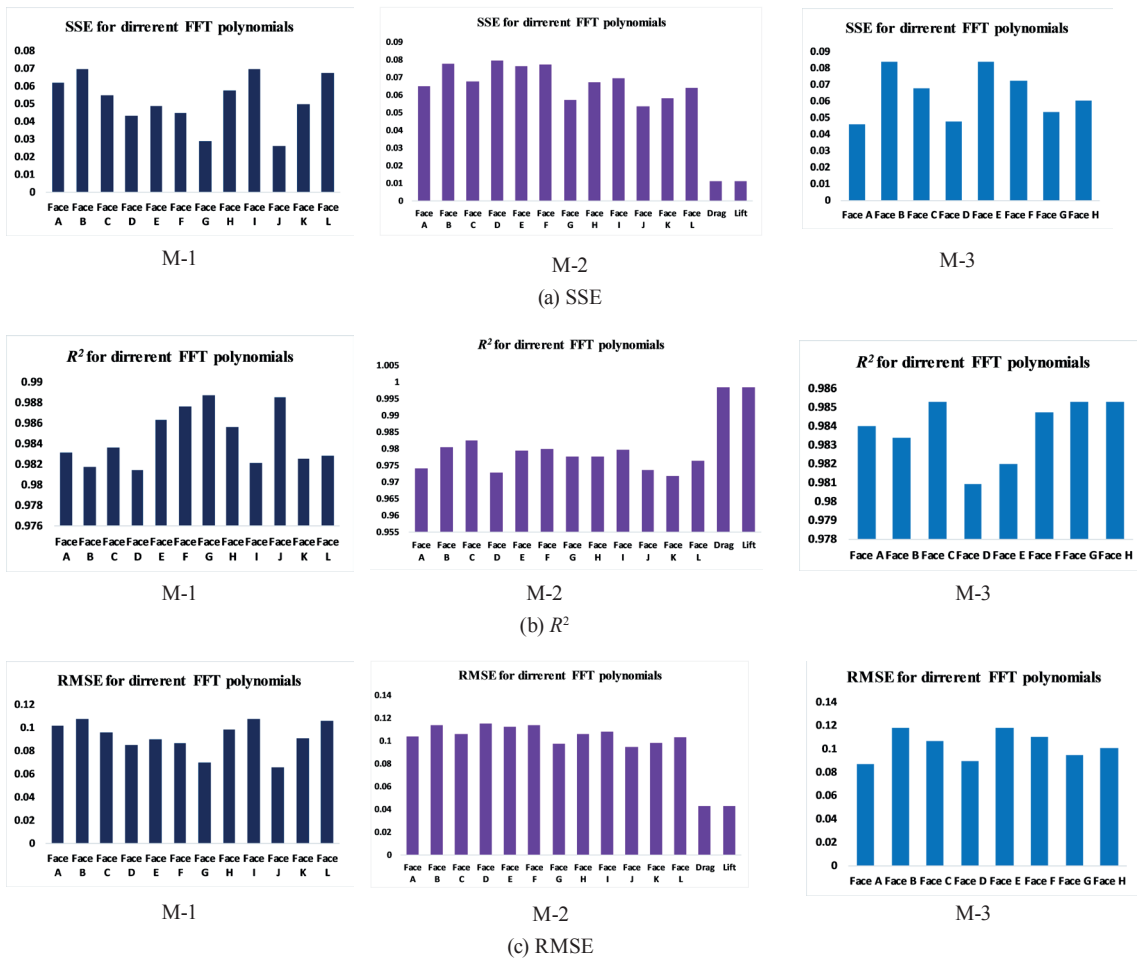 SSE for dirrerent FFT polynomials
0.08
0.07
0.06
0.05
0.04
0.03
0.02
0.01
0
Face Face Face Face Face Face Face Face Face Face Face Face
A B C D E F G H I J K L
M-1
SSE for dirrerent FFT polynomials
0.09
0.08
0.07
0.06
0.05
0.04
0.03
0.02
0.01
0
Face Face Face Face Face Face Face Face Face Face Face Face Drag Lift
A B C D E F G H I J K L
M-2
SSE for dirrerent FFT polynomials
0.09
0.08
0.07
0.06
0.05
0.04
0.03
0.02
0.01
0
Face A Face B Face C Face D Face E Face F Face G Face H
M-3
(a) SSE
R² for dirrerent FFT polynomials
0.99
0.988
0.986
0.984
0.982
0.98
0.978
0.976
Face Face Face Face Face Face Face Face Face Face Face Face
A B C D E F G H I J K L
M-1
R² for dirrerent FFT polynomials
1.005
1
0.995
0.99
0.985
0.98
0.975
0.97
0.965
0.96
0.955
Face Face Face Face Face Face Face Face Face Face Face Face Drag Lift
A B C D E F G H I J K L
M-2
R² for dirrerent FFT polynomials
0.986
0.985
0.984
0.983
0.982
0.981
0.98
0.979
0.978
Face A Face B Face C Face D Face E Face F Face G Face H
M-3
(b) R²
RMSE for dirrerent FFT polynomials
0.12
0.1
0.08
0.06
0.04
0.02
0
Face Face Face Face Face Face Face Face Face Face Face Face
A B C D E F G H I J K L
M-1
RMSE for dirrerent FFT polynomials
0.14
0.12
0.1
0.08
0.06
0.04
0.02
0
Face Face Face Face Face Face Face Face Face Face Face Face Drag Lift
A B C D E F G H I J K L
M-2
RMSE for dirrerent FFT polynomials
0.14
0.12
0.1
0.08
0.06
0.04
0.02
0
Face A Face B Face C Face D Face E Face F Face G Face H
M-3
(c) RMSE